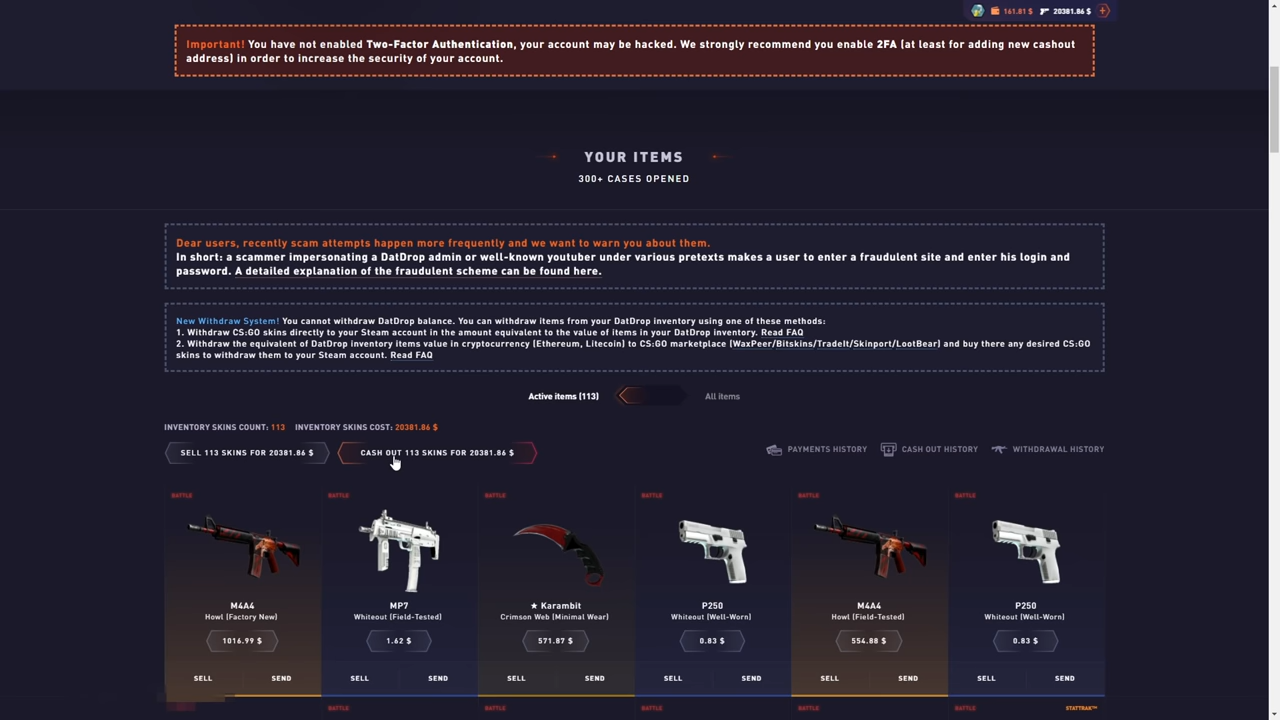 161.81 $ 20381.86 $ +
Important! You have not enabled Two-Factor Authentication, your account may be hacked. We strongly recommend you enable 2FA (at least for adding new cashout
address) in order to increase the security of your account.
YOUR ITEMS
300+ CASES OPENED
Dear users, recently scam attempts happen more frequently and we want to warn you about them.
In short: a scammer impersonating a DatDrop admin or well-known youtuber under various pretexts makes a user to enter a fraudulent site and enter his login and
password. A detailed explanation of the fraudulent scheme can be found here.
New Withdraw System! You cannot withdraw DatDrop balance. You can withdraw items from your DatDrop inventory using one of these methods:
1. Withdraw CS:GO skins directly to your Steam account in the amount equivalent to the value of items in your DatDrop inventory. Read FAQ
2. Withdraw the equivalent of DatDrop inventory items value in cryptocurrency (Ethereum, Litecoin) to CS:GO marketplace (WaxPeer/Bitskins/TradeIt/Skinport/LootBear) and buy there any desired CS:GO
skins to withdraw them to your Steam account. Read FAQ
Active items (113) All items
INVENTORY SKINS COUNT: 113 INVENTORY SKINS COST: 20381.86 $
SELL 113 SKINS FOR 20381.86 $ CASH OUT 113 SKINS FOR 20381.86 $ PAYMENTS HISTORY CASH OUT HISTORY WITHDRAWAL HISTORY
BATTLE BATTLE BATTLE BATTLE BATTLE BATTLE
M4A4 MP7 ★ Karambit P250 M4A4 P250
Howl (Factory New) Whiteout (Field-Tested) Crimson Web (Minimal Wear) Whiteout (Well-Worn) Howl (Field-Tested) Whiteout (Well-Worn)
1016.99 $ 1.62 $ 571.87 $ 0.83 $ 554.88 $ 0.83 $
SELL SEND SELL SEND SELL SEND SELL SEND SELL SEND SELL SEND
BATTLE BATTLE BATTLE BATTLE BATTLE STATTRAK™